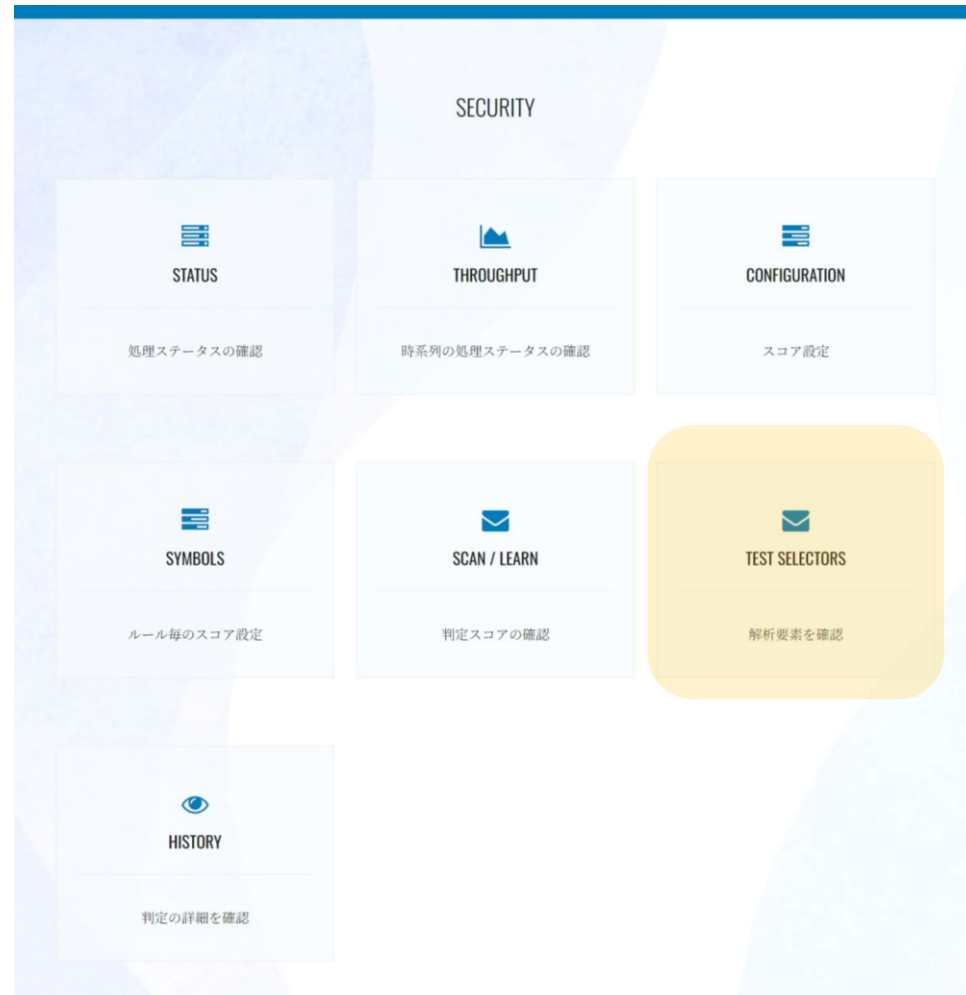 SECURITY
STATUS
処理ステータスの確認
THROUGHPUT
時系列の処理ステータスの確認
CONFIGURATION
スコア設定
SYMBOLS
ルール毎のスコア設定
SCAN / LEARN
判定スコアの確認
TEST SELECTORS
解析要素を確認
HISTORY
判定の詳細を確認